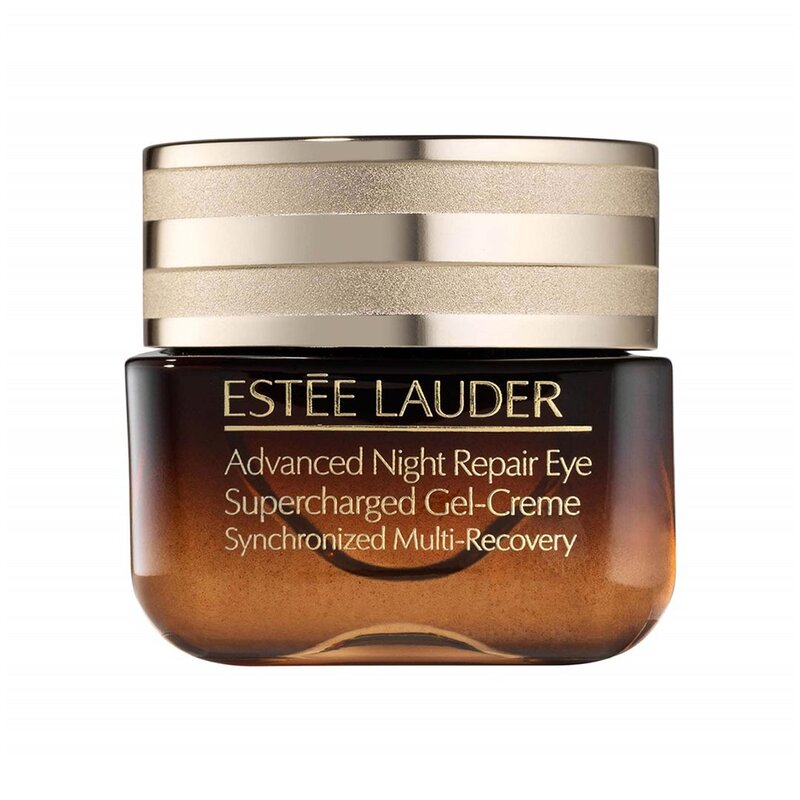 ESTĒE LAUDER
Advanced Night Repair Eye
Supercharged Gel-Creme
Synchronized Multi-Recovery